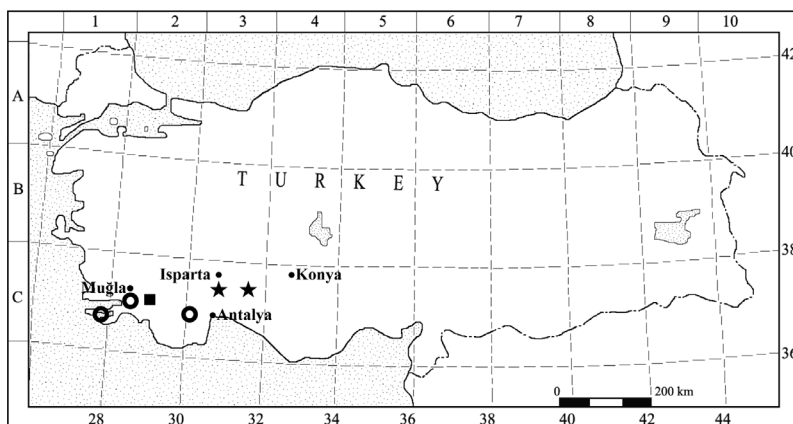 1 2 3 4 5 6 7 8 9 10
42
A
40
B
T U R K E Y
38
Isparta Konya
Muğla
C
Antalya
36
0 200 km
28 30 32 34 36 38 40 42 44